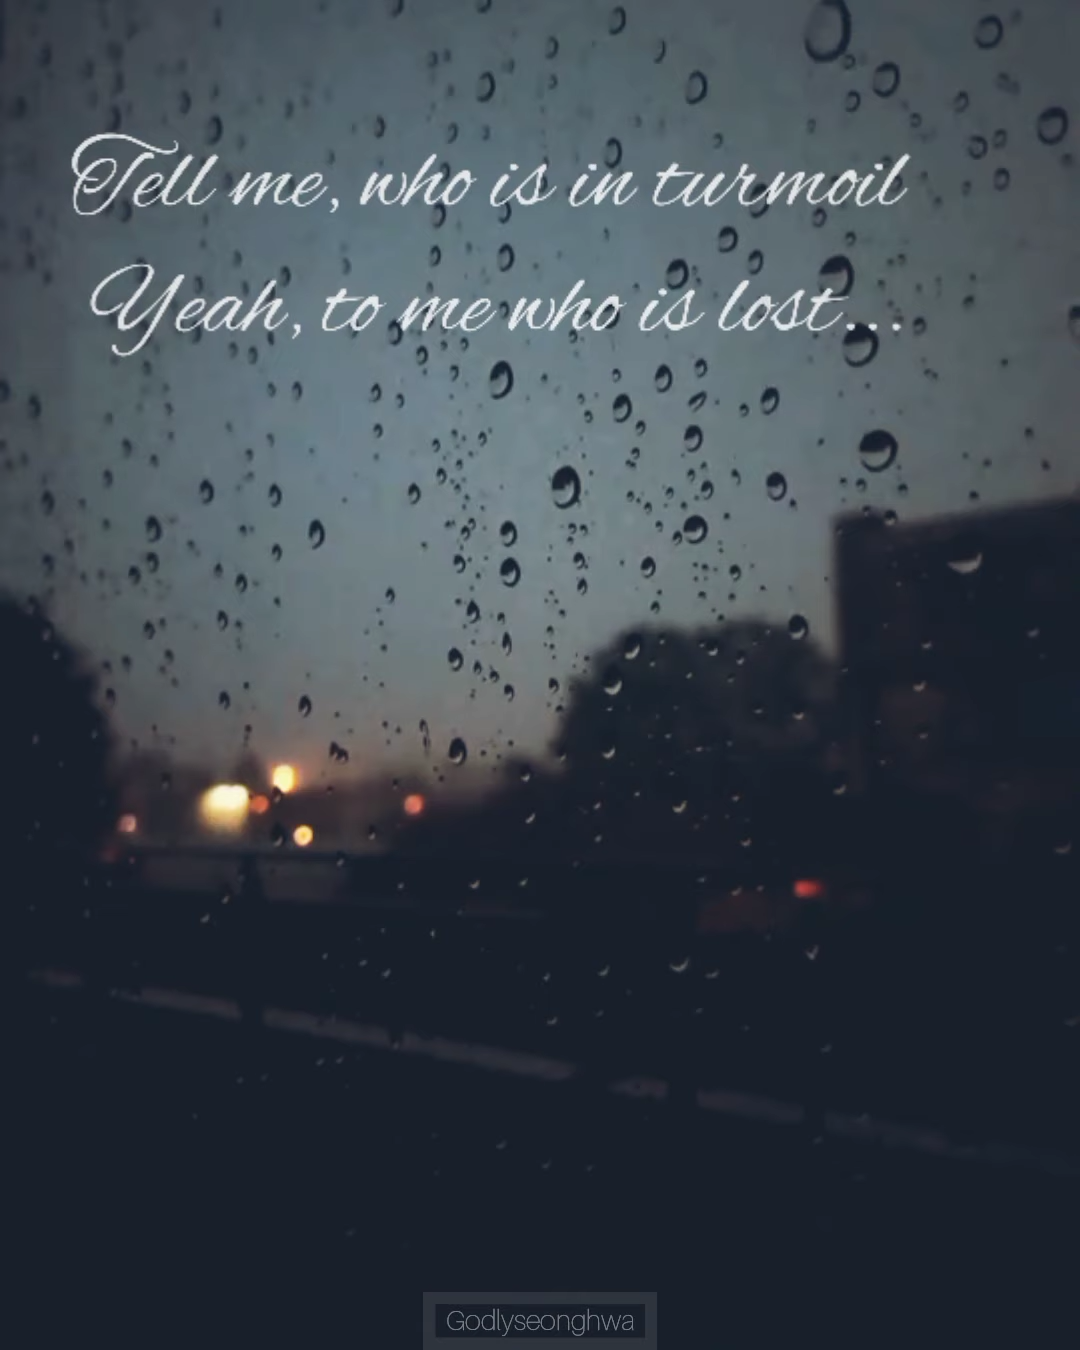 Tell me, who is in turmoil
Yeah, to me who is lost...
Godlyseonghwa